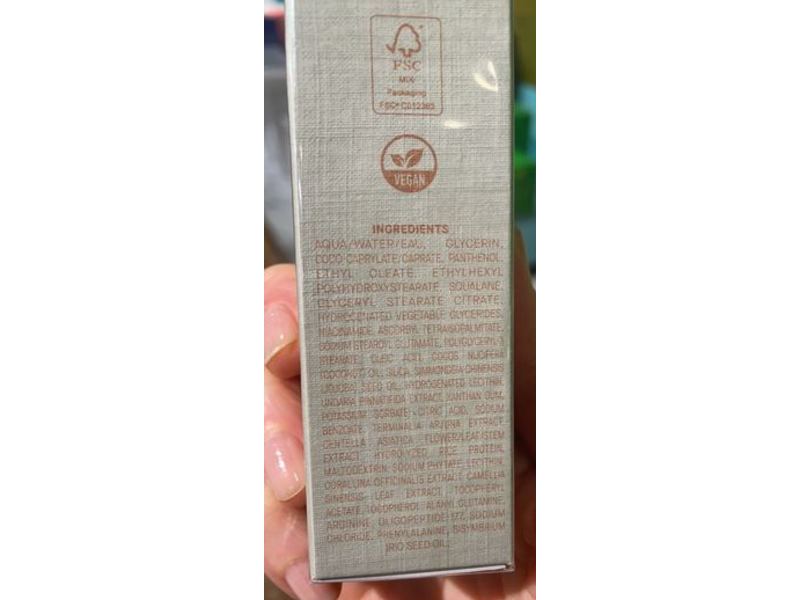 FSC
MIX
Packaging
FSC® C012365
VEGAN
INGREDIENTS
AQUA/WATER/EAU, GLYCERIN,
COCO-CAPRYLATE/CAPRATE, PANTHENOL,
ETHYL OLEATE, ETHYLHEXYL
POLYHYDROXYSTEARATE, SQUALANE,
GLYCERYL STEARATE CITRATE,
HYDROGENATED VEGETABLE GLYCERIDES,
NIACINAMIDE, ASCORBYL TETRAISOPALMITATE,
SODIUM STEAROYL GLUTAMATE, POLYGLYCERYL-3
STEARATE, OLEIC ACID, COCOS NUCIFERA
(COCONUT) OIL, SILICA, SIMMONDSIA CHINENSIS
(JOJOBA) SEED OIL, HYDROGENATED LECITHIN,
UNDARIA PINNATIFIDA EXTRACT, XANTHAN GUM,
POTASSIUM SORBATE, CITRIC ACID, SODIUM
BENZOATE, TERMINALIA ARJUNA EXTRACT,
CENTELLA ASIATICA FLOWER/LEAF/STEM
EXTRACT, HYDROLYZED RICE PROTEIN,
MALTODEXTRIN, SODIUM PHYTATE, LECITHIN,
CORALLINA OFFICINALIS EXTRACT, CAMELLIA
SINENSIS LEAF EXTRACT, TOCOPHERYL
ACETATE, TOCOPHEROL, ALANYL GLUTAMINE,
ARGININE, OLIGOPEPTIDE-177, SODIUM
CHLORIDE, PHENYLALANINE, SISYMBRIUM
IRIO SEED OIL.